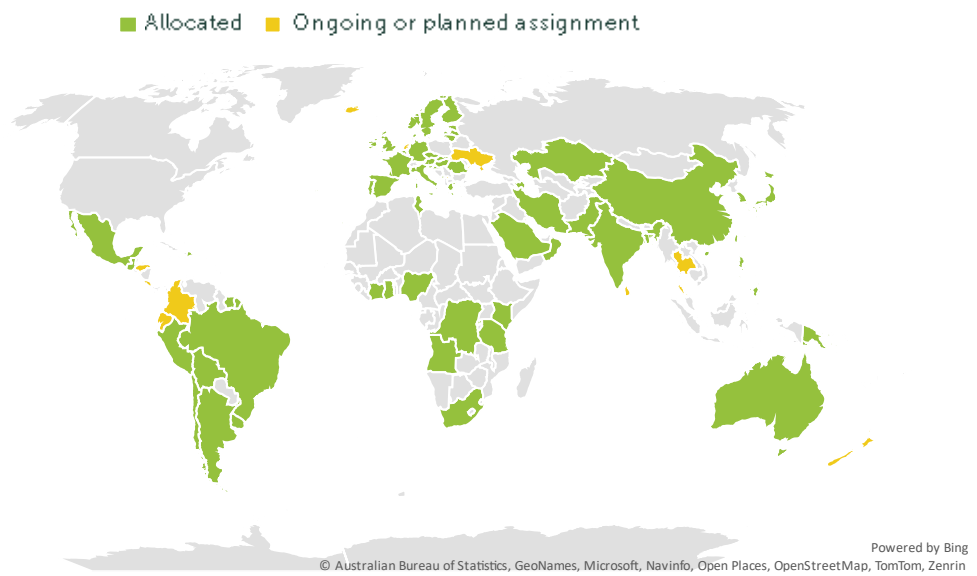 Allocated
Ongoing or planned assignment
Powered by Bing
© Australian Bureau of Statistics, GeoNames, Microsoft, Navinfo, Open Places, OpenStreetMap, TomTom, Zenrin